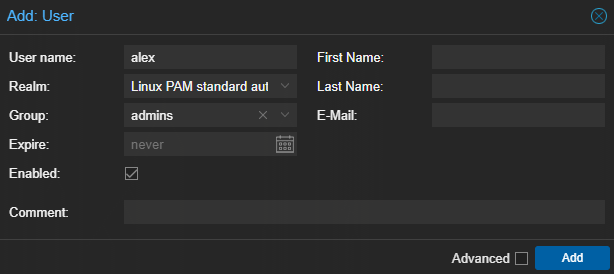 Add: User
User name: alex First Name:
Realm: Linux PAM standard aut Last Name:
Group: admins E-Mail:
Expire: never
Enabled:
Comment:
Advanced Add